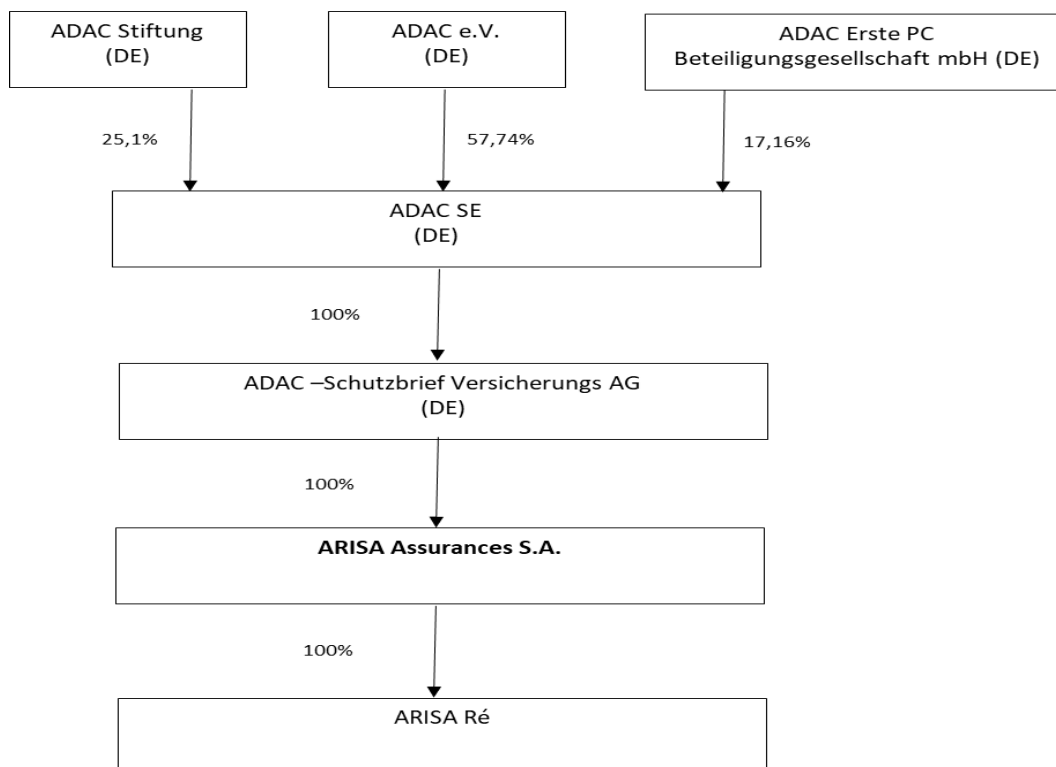 ADAC Stiftung
(DE)
ADAC e.V.
(DE)
ADAC Erste PC
Beteiligungsgesellschaft mbH (DE)
25,1%
57,74%
17,16%
ADAC SE
(DE)
100%
ADAC –Schutzbrief Versicherungs AG
(DE)
100%
ARISA Assurances S.A.
100%
ARISA Ré